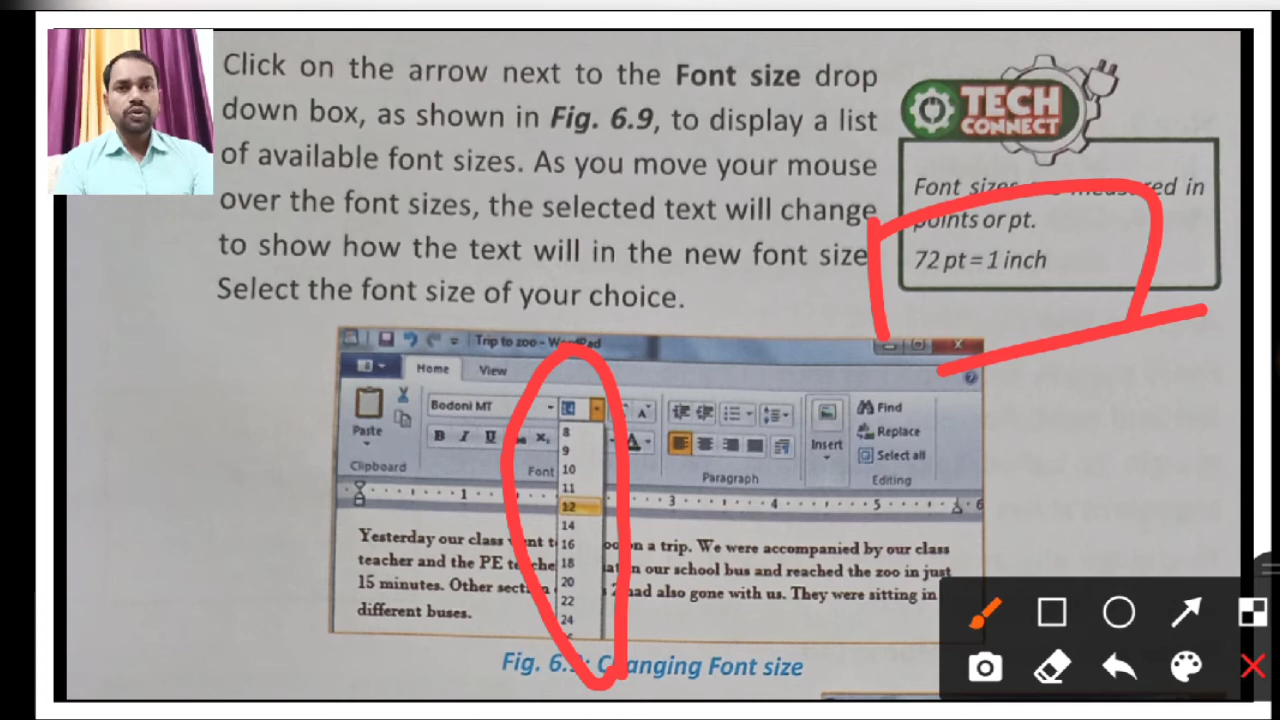 Click on the arrow next to the Font size drop
down box, as shown in Fig. 6.9, to display a list
of available font sizes. As you move your mouse
over the font sizes, the selected text will change
to show how the text will in the new font size
Select the font size of your choice.
TECH
CONNECT
Font sizes are measured in
points or pt.
72 pt = 1 inch
Trip to zoo - WordPad
Home View
Bodoni MT 14
Paste
B I U
Clipboard
Font
Paragraph
Insert
Find
Replace
Select all
Editing
1 3 4 5 6
8
9
10
11
12
14
16
18
20
22
24
Yesterday our class went to zoo on a trip. We were accompanied by our class
teacher and the PE teacher in our school bus and reached the zoo in just
15 minutes. Other section had also gone with us. They were sitting in
different buses.
Fig. 6.9: Changing Font size